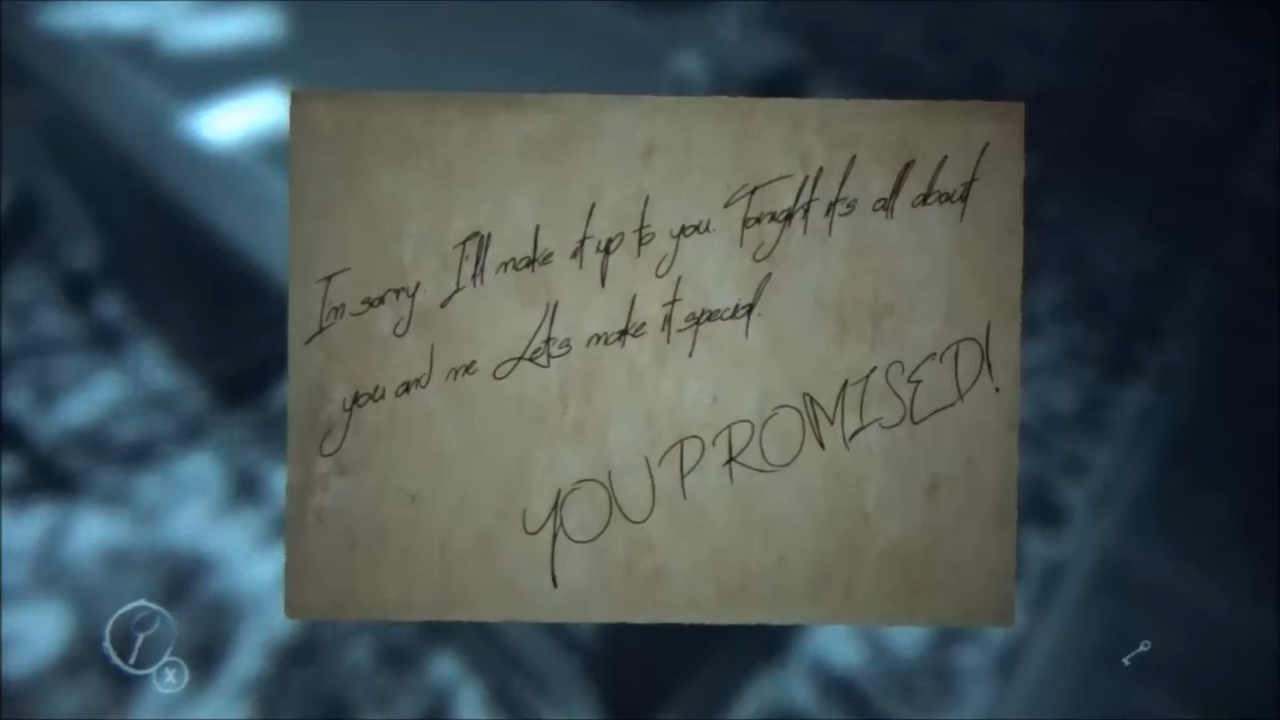 I'm sorry. I'll make it up to you. Tonight it's all about
you and me Let's make it special.
YOU PROMISED!
X